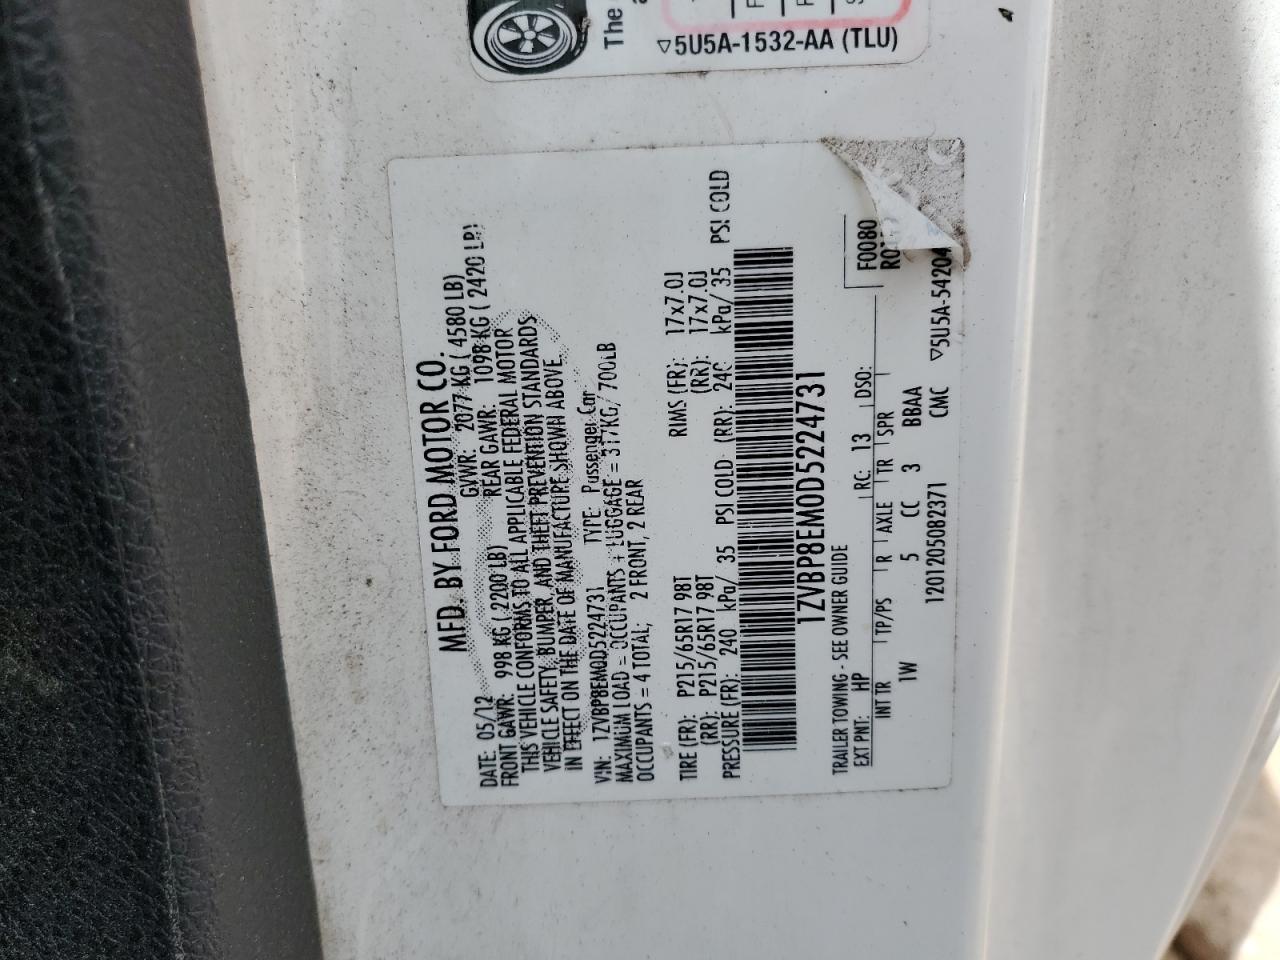 The
▽5U5A-1532-AA (TLU)
MFD. BY FORD MOTOR CO.
DATE: 05/12 GVWR: 2077 KG ( 4580 LB)
FRONT GAWR: 998 KG ( 2200 LB) REAR GAWR: 1098 KG ( 2420 LB)
THIS VEHICLE CONFORMS TO ALL APPLICABLE FEDERAL MOTOR
VEHICLE SAFETY, BUMPER, AND THEFT PREVENTION STANDARDS
IN EFFECT ON THE DATE OF MANUFACTURE SHOWN ABOVE.
VIN: 1ZVBP8EM0D5224731 TYPE: Passenger Car
MAXIMUM LOAD = OCCUPANTS + LUGGAGE = 317KG/700LB
OCCUPANTS = 4 TOTAL; 2 FRONT, 2 REAR
TIRE (FR): P215/65R17 98T RIMS (FR): 17x7.0J
(RR): P215/65R17 98T (RR): 17x7.0J
PRESSURE (FR): 240 kPa/ 35 PSI COLD (RR): 240 kPa/ 35 PSI COLD
1ZVBP8EM0D5224731
TRAILER TOWING - SEE OWNER GUIDE F0080
EXT PNT: HP RC: 13 DSO:
INT TR TP/PS R AXLE TR SPR
1W 5 CC 3 BBAA
1201205082371 CMC ▽5U5A-54204